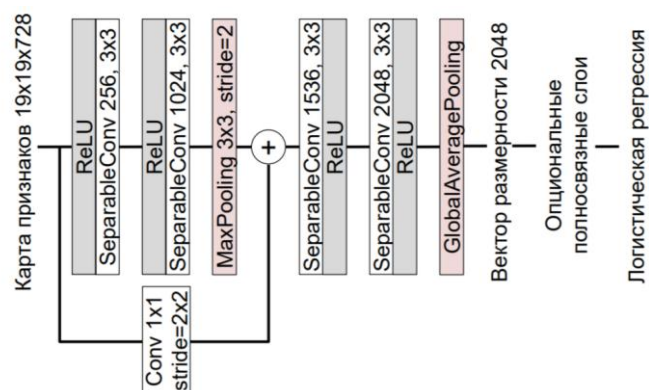 Карта признаков 19x19x728
ReLU
SeparableConv 256, 3x3
ReLU
SeparableConv 1024, 3x3
MaxPooling 3x3, stride=2
+
Conv 1x1
stride=2x2
SeparableConv 1536, 3x3
ReLU
SeparableConv 2048, 3x3
ReLU
GlobalAveragePooling
Вектор размерности 2048
Опциональные
полносвязные слои
Логистическая регрессия